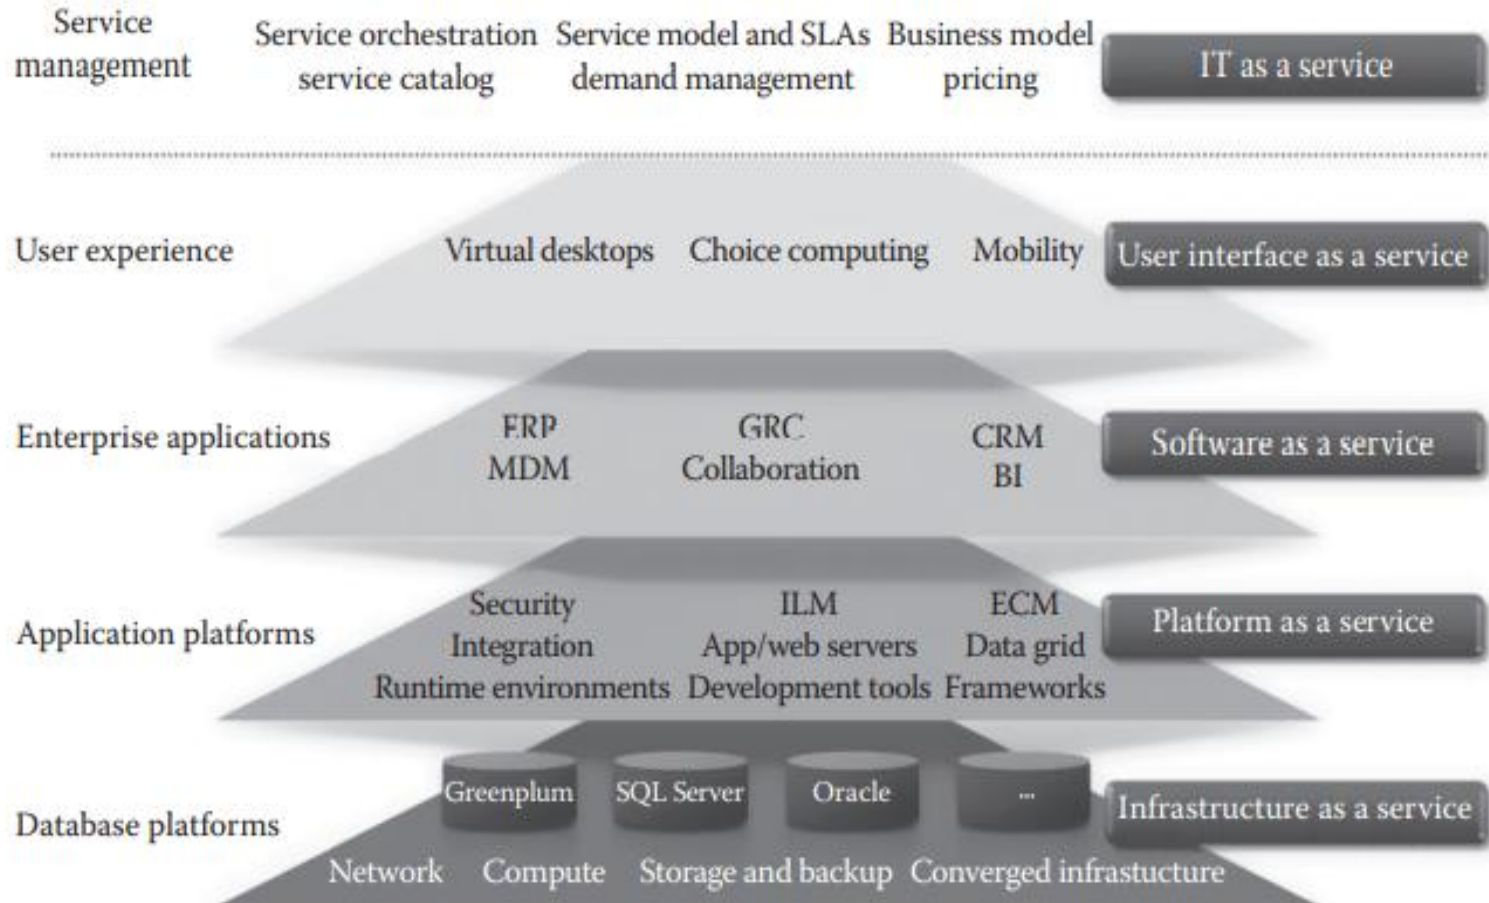 Service
management
Service orchestration
service catalog
Service model and SLAs
demand management
Business model
pricing
IT as a service
User experience
Virtual desktops
Choice computing
Mobility
User interface as a service
Enterprise applications
ERP
MDM
GRC
Collaboration
CRM
BI
Software as a service
Application platforms
Security
Integration
Runtime environments
ILM
App/web servers
Development tools
ECM
Data grid
Frameworks
Platform as a service
Database platforms
Greenplum
SQL Server
Oracle
...
Network
Compute
Storage and backup
Converged infrastucture
Infrastructure as a service